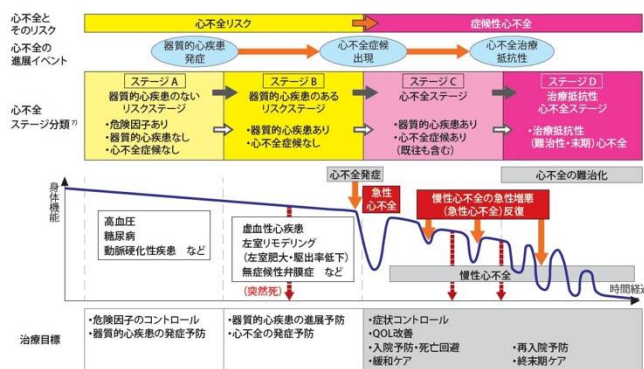 心不全と
そのリスク
心不全リスク
症候性心不全
心不全の
進展イベント
器質的心疾患
発症
心不全症候
出現
心不全治療
抵抗性
心不全
ステージ分類7)
ステージA
器質的心疾患のない
リスクステージ
・危険因子あり
・器質的心疾患なし
・心不全症候なし
ステージB
器質的心疾患のある
リスクステージ
・器質的心疾患あり
・心不全症候なし
ステージC
心不全ステージ
・器質的心疾患あり
・心不全症候あり
(既往も含む)
ステージD
治療抵抗性
心不全ステージ
・治療抵抗性
(難治性・末期)心不全
身体機能
高血圧
糖尿病
動脈硬化性疾患 など
虚血性心疾患
左室リモデリング
(左室肥大・駆出率低下)
無症候性弁膜症 など
(突然死)
心不全発症
急性
心不全
慢性心不全の急性増悪
(急性心不全)反復
心不全の難治化
慢性心不全
時間経過
治療目標
・危険因子のコントロール
・器質的心疾患の発症予防
・器質的心疾患の進展予防
・心不全の発症予防
・症状コントロール
・QOL改善
・入院予防・死亡回避
・緩和ケア
・再入院予防
・終末期ケア